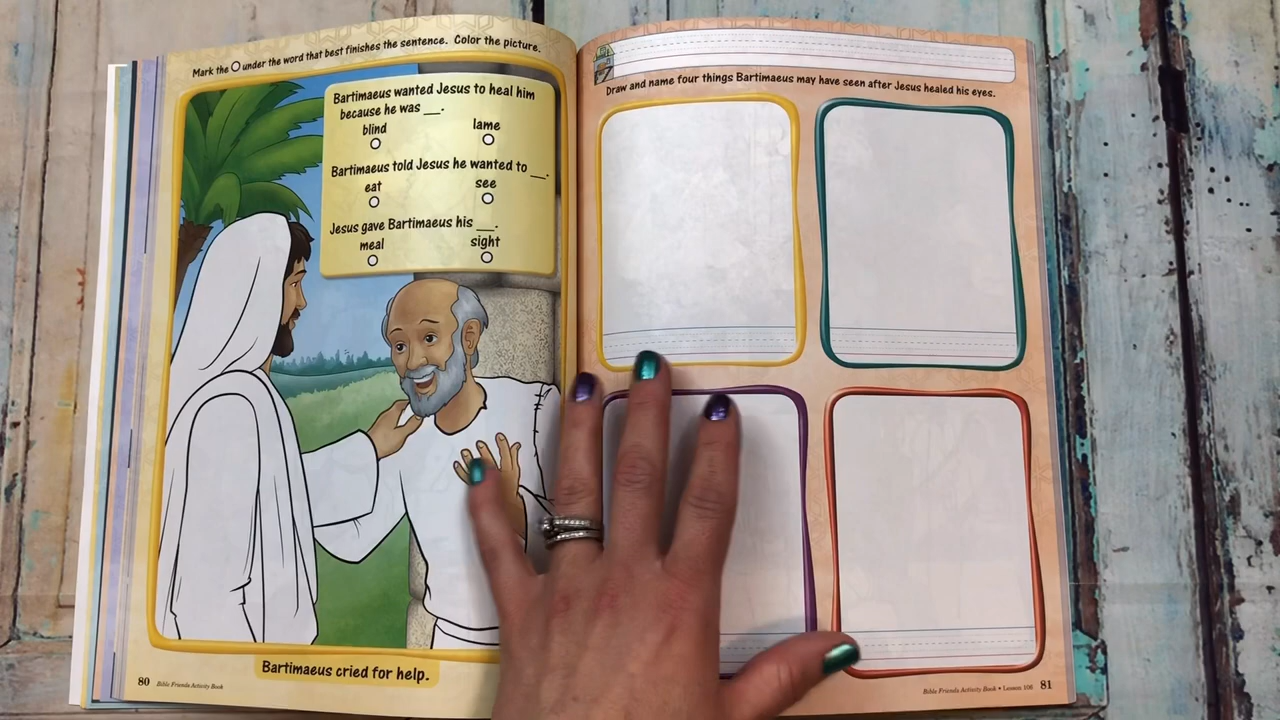 Mark the O under the word that best finishes the sentence. Color the picture.
Bartimaeus wanted Jesus to heal him
because he was __.
blind lame
Bartimaeus told Jesus he wanted to __.
eat see
Jesus gave Bartimaeus his __.
meal sight
Bartimaeus cried for help.
80 Bible Friends Activity Book
Draw and name four things Bartimaeus may have seen after Jesus healed his eyes.
Bible Friends Activity Book • Lesson 106 81